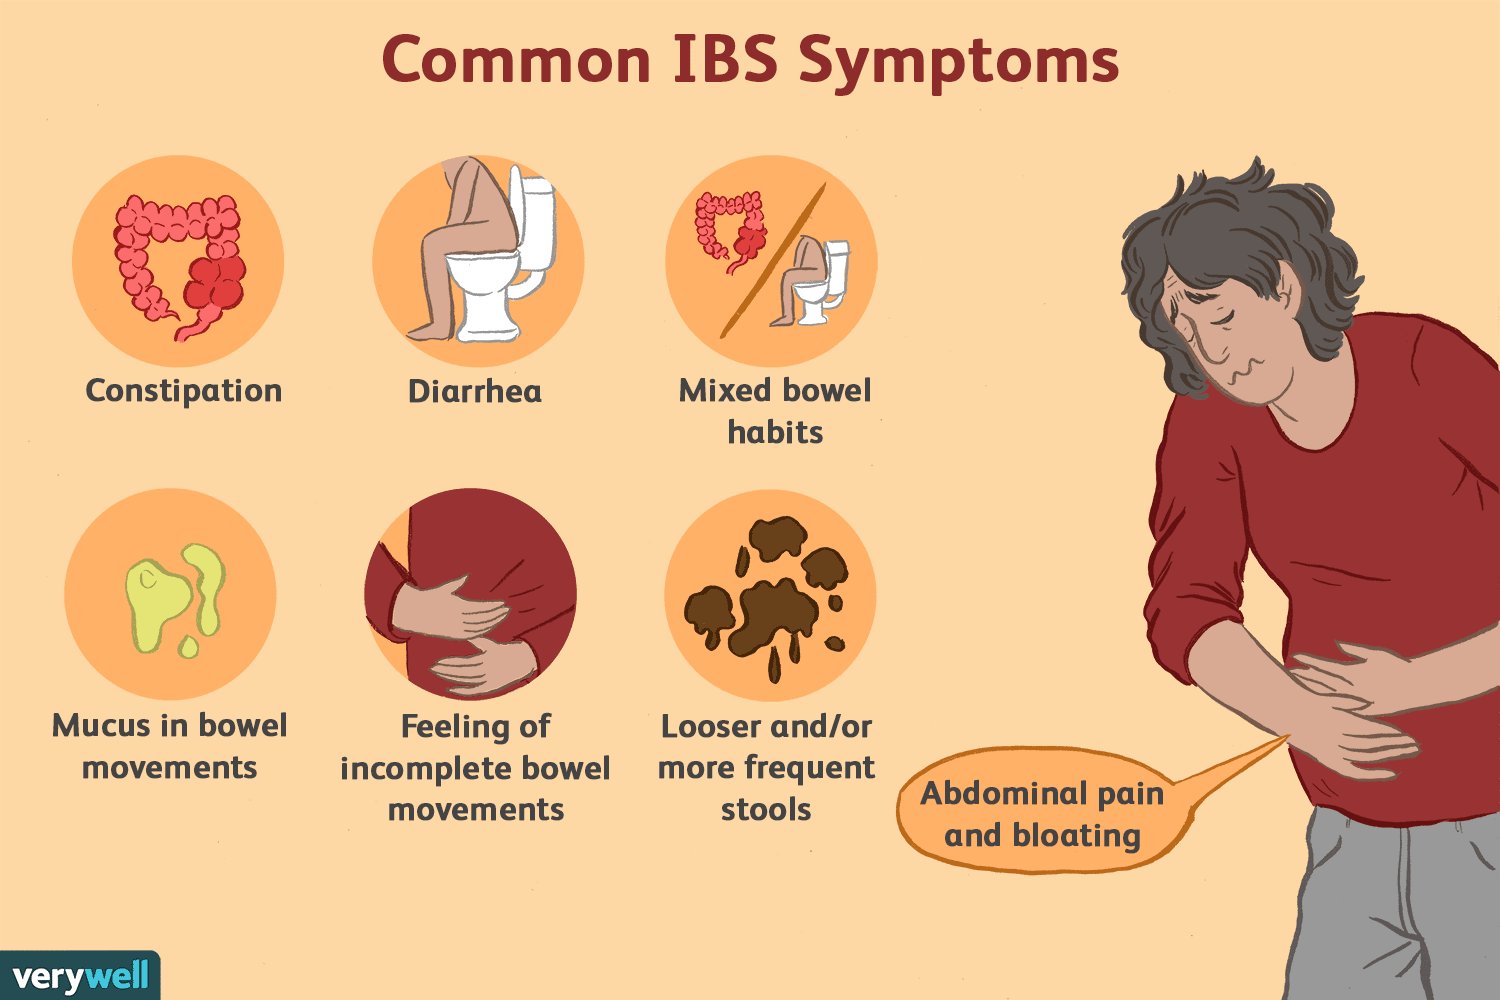 Common IBS Symptoms
Constipation
Diarrhea
Mixed bowel
habits
Mucus in bowel
movements
Feeling of
incomplete bowel
movements
Looser and/or
more frequent
stools
Abdominal pain
and bloating
verywell